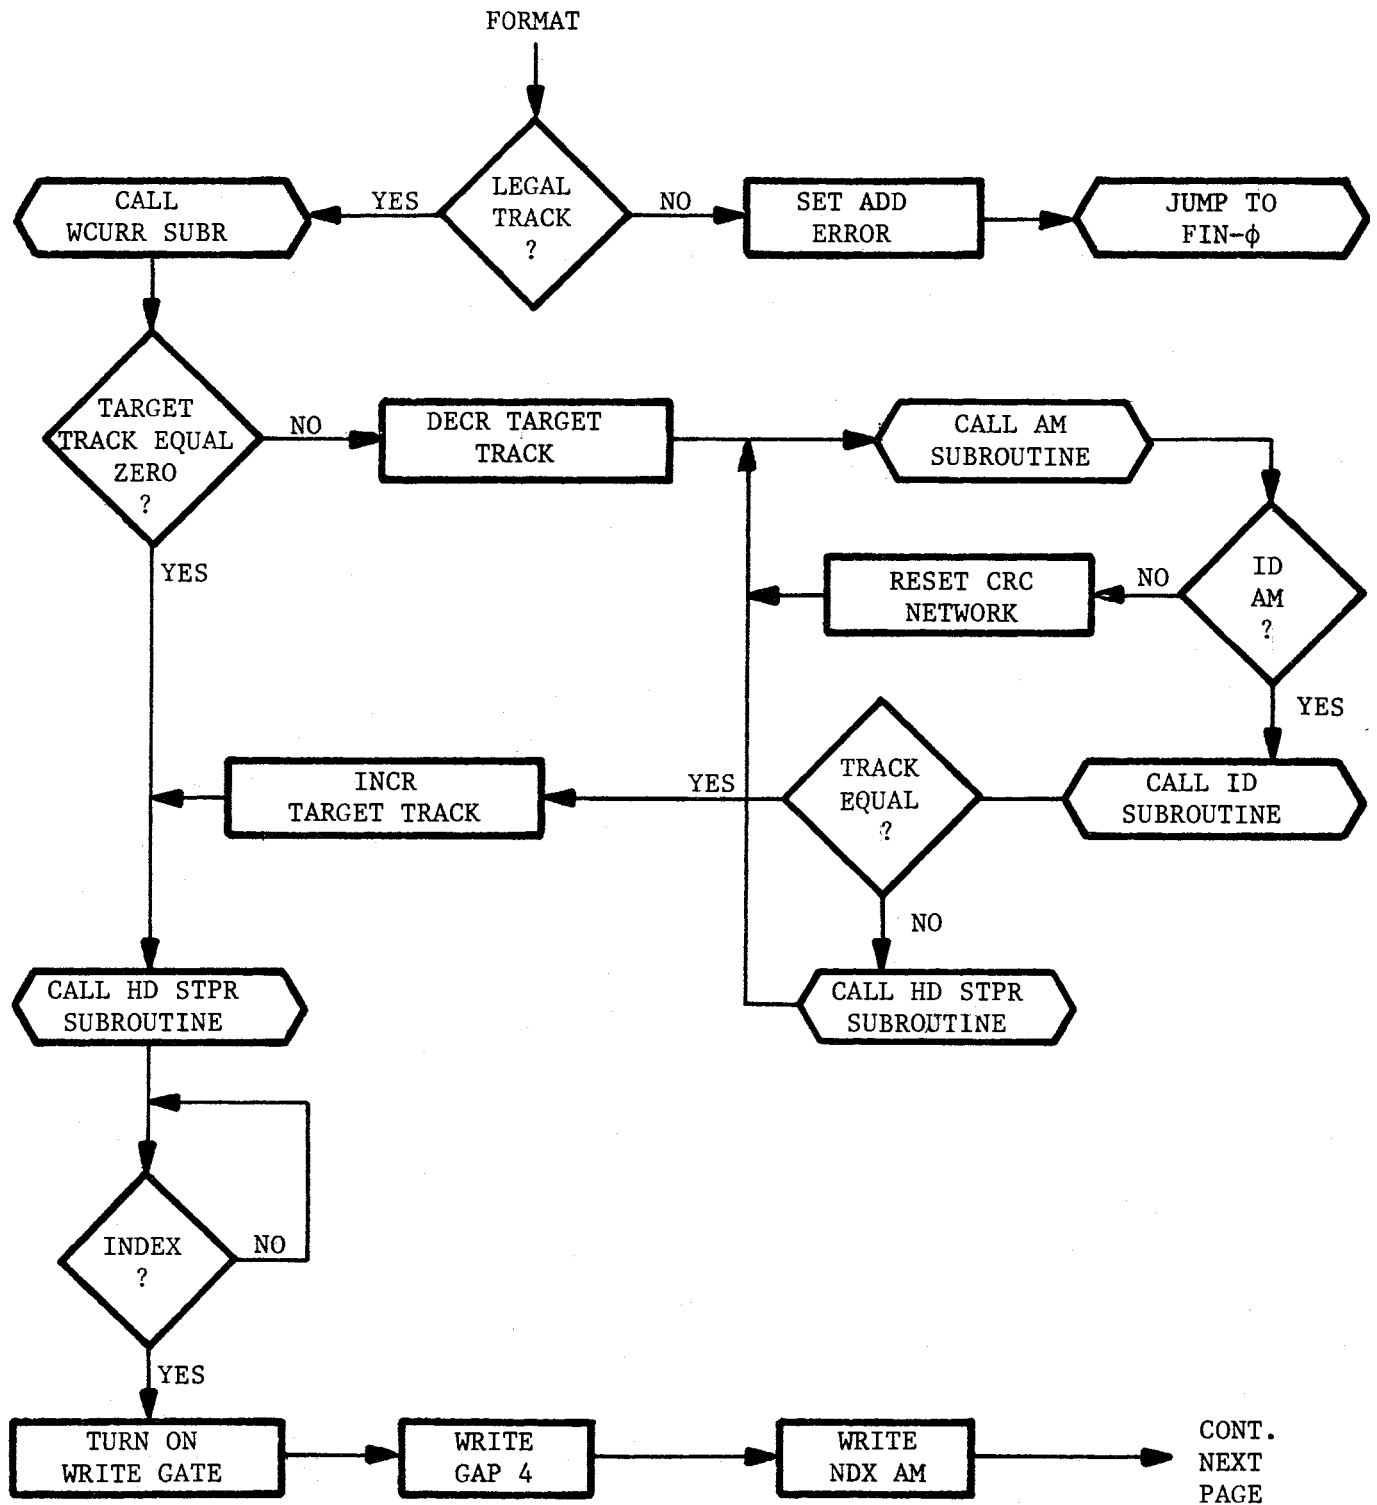 FORMAT
LEGAL
TRACK
?
YES
NO
CALL
WCURR SUBR
SET ADD
ERROR
JUMP TO
FIN-ϕ
TARGET
TRACK EQUAL
ZERO
?
NO
YES
DECR TARGET
TRACK
CALL AM
SUBROUTINE
ID
AM
?
NO
YES
RESET CRC
NETWORK
CALL ID
SUBROUTINE
TRACK
EQUAL
?
YES
NO
INCR
TARGET TRACK
CALL HD STPR
SUBROUTINE
CALL HD STPR
SUBROUTINE
INDEX
?
NO
YES
TURN ON
WRITE GATE
WRITE
GAP 4
WRITE
NDX AM
CONT.
NEXT
PAGE